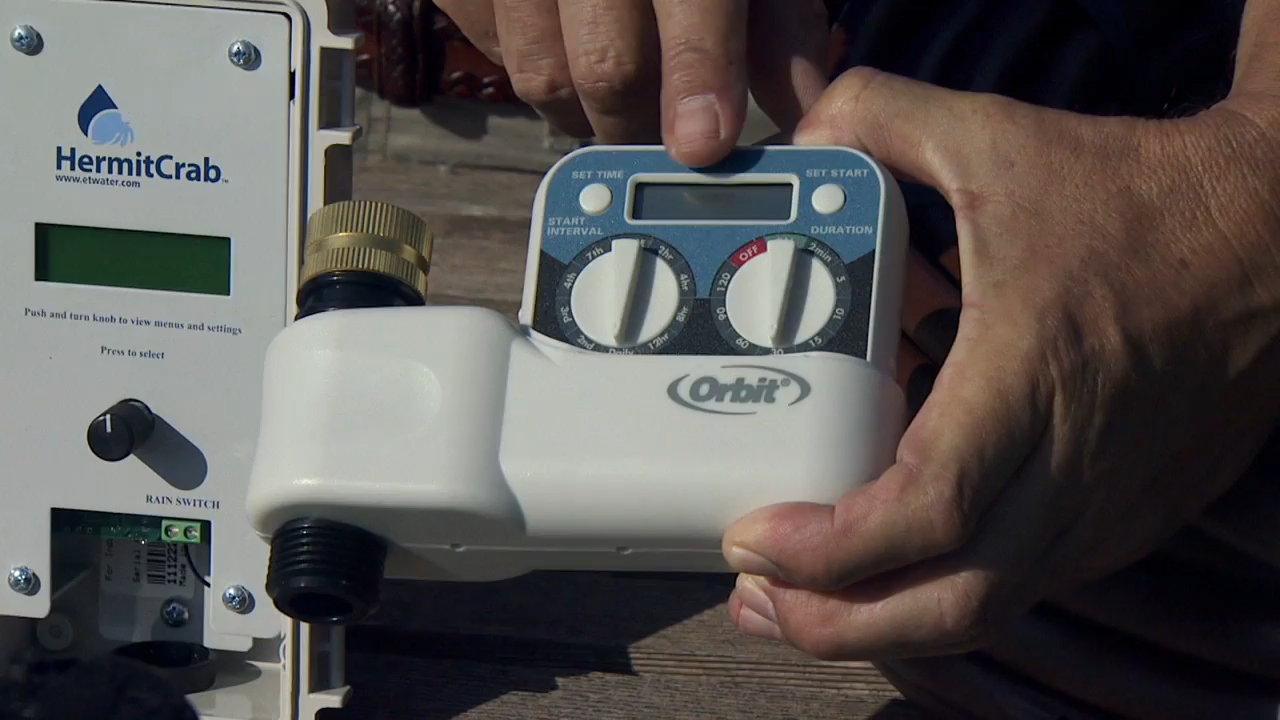 HermitCrab™
www.etwater.com
Push and turn knob to view menus and settings
Press to select
RAIN SWITCH
SET TIME
SET START
START
INTERVAL
DURATION
7th
2hr
4th
4hr
3rd
8hr
2nd
12hr
Daily
OFF
2min
120
5
90
10
60
15
30
Orbit®